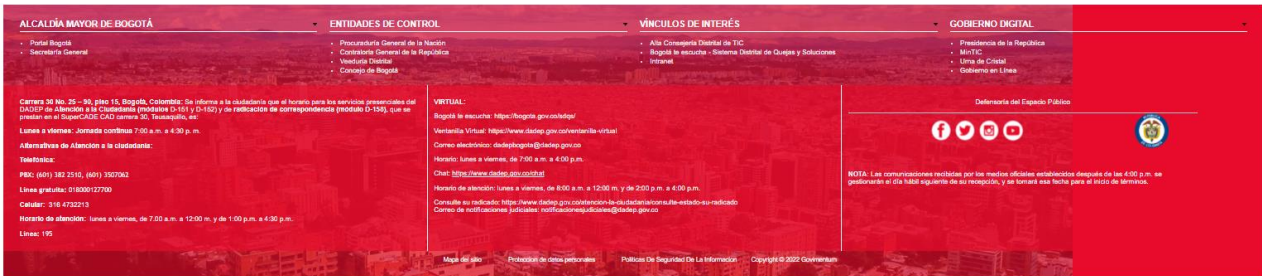 ALCALDÍA MAYOR DE BOGOTÁ
Portal Bogotá
Secretaría General
ENTIDADES DE CONTROL
Procuraduría General de la Nación
Contraloría General de la República
Veeduría Distrital
Concejo de Bogotá
VÍNCULOS DE INTERÉS
Alta Consejería Distrital de TIC
Bogotá te escucha - Sistema Distrital de Quejas y Soluciones
Intranet
GOBIERNO DIGITAL
Presidencia de la República
MinTIC
Urna de Cristal
Gobierno en Línea
Carrera 30 No. 25 – 90, piso 15, Bogotá, Colombia: Se informa a la ciudadanía que el horario para los servicios presenciales del
DADEP de Atención a la Ciudadanía (módulos D-151 y D-152) y de radicación de correspondencia (módulo D-158), que se
prestan en el SuperCADE CAD carrera 30, Teusaquillo, es:
Lunes a viernes: Jornada continua 7:00 a.m. a 4:30 p. m.
Alternativas de Atención a la ciudadanía:
Telefónica:
PBX: (601) 382 2510, (601) 3507062
Línea gratuita: 018000127700
Celular: 316 4732213
Horario de atención: lunes a viernes, de 7.00 a.m. a 12:00 m. y de 1:00 p.m. a 4:30 p.m.
Línea: 195
VIRTUAL:
Bogotá te escucha: https://bogota.gov.co/sdqs/
Ventanilla Virtual: https://www.dadep.gov.co/ventanilla-virtual
Correo electrónico: dadepbogota@dadep.gov.co
Horario: lunes a viernes, de 7:00 a.m. a 4:00 p.m.
Chat: https://www.dadep.gov.co/chat
Horario de atención: lunes a viernes, de 8:00 a.m. a 12:00 m, y de 2:00 p.m. a 4:00 p.m.
Consulte su radicado: https://www.dadep.gov.co/atencion-la-ciudadania/consulte-estado-su-radicado
Correo de notificaciones judiciales: notificacionesjudiciales@dadep.gov.co
Defensoría del Espacio Público
NOTA: Las comunicaciones recibidas por los medios oficiales establecidos después de las 4:00 p.m. se
gestionarán el día hábil siguiente de su recepción, y se tomará esa fecha para el inicio de términos.
Mapa del sitio
Protección de datos personales
Políticas De Seguridad De La Información
Copyright © 2022 Govimentum